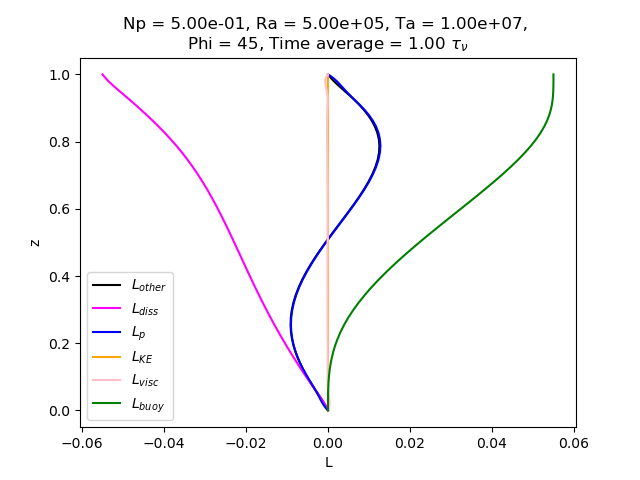 Np = 5.00e-01, Ra = 5.00e+05, Ta = 1.00e+07,
Phi = 45, Time average = 1.00 τ_ν
1.0
0.8
0.6
0.4
0.2
0.0
z
L_other
L_diss
L_p
L_KE
L_visc
L_buoy
−0.06 −0.04 −0.02 0.00 0.02 0.04 0.06
L